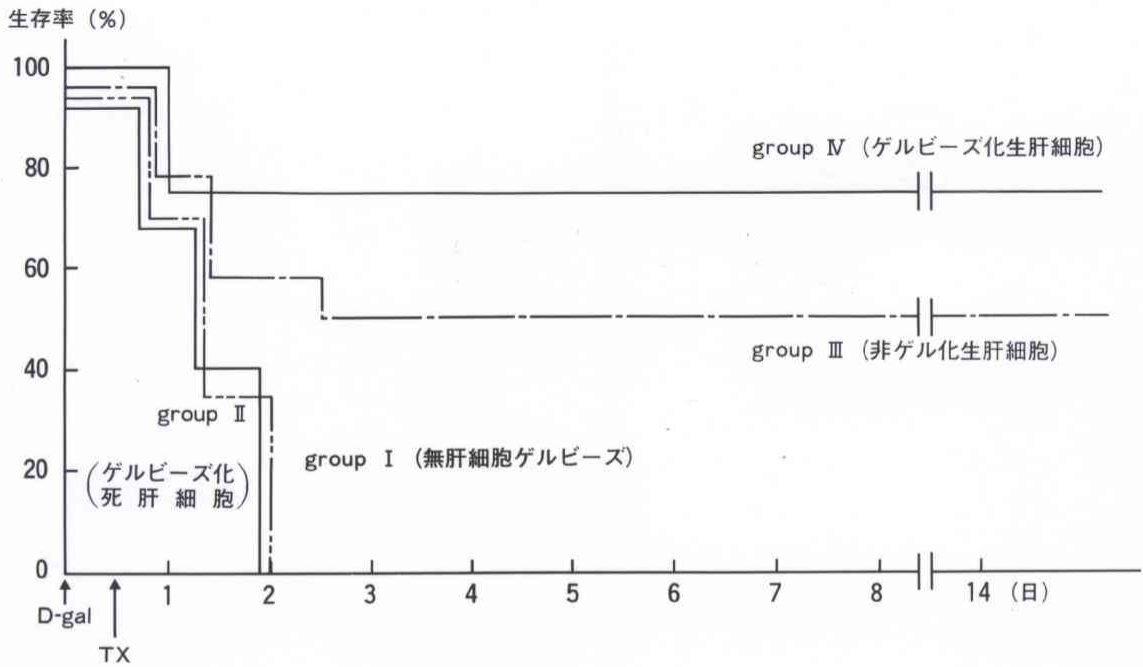 生存率 (%)
100
80
60
40
20
0
group Ⅳ (ゲルビーズ化生肝細胞)
group Ⅲ (非ゲル化生肝細胞)
group Ⅱ
(ゲルビーズ化
死肝細胞)
group Ⅰ (無肝細胞ゲルビーズ)
1 2 3 4 5 6 7 8 14 (日)
D-gal
TX